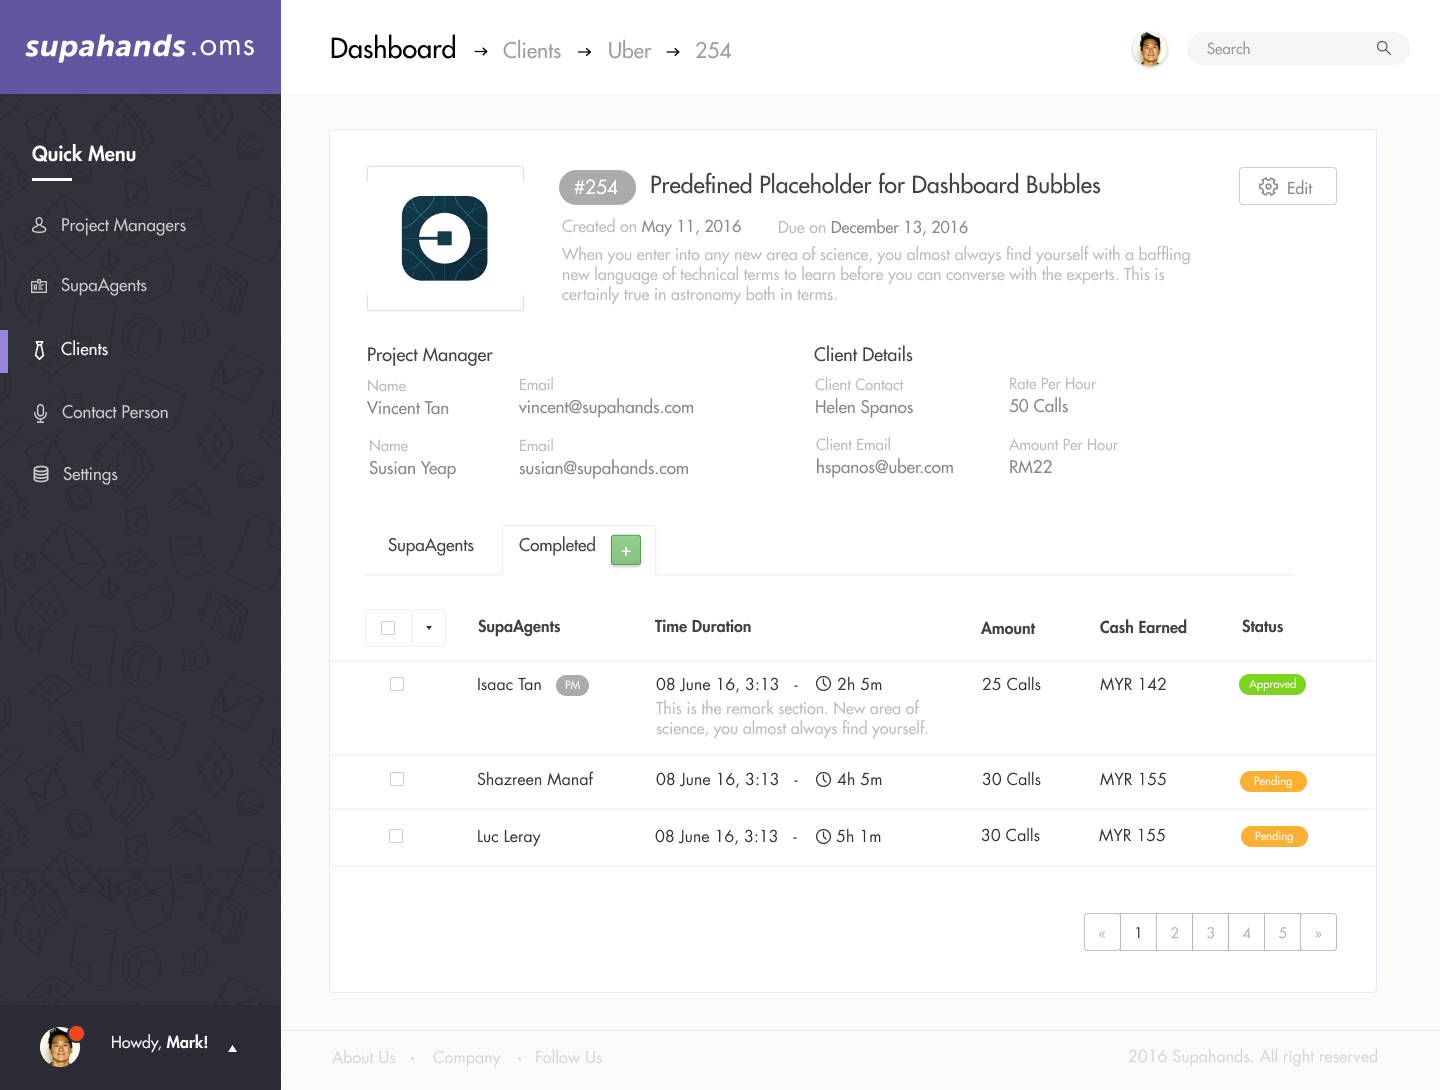 supahands.oms
Dashboard → Clients → Uber → 254
Search
Quick Menu
Project Managers
SupaAgents
Clients
Contact Person
Settings
Howdy, Mark!
#254 Predefined Placeholder for Dashboard Bubbles
Edit
Created on May 11, 2016 Due on December 13, 2016
When you enter into any new area of science, you almost always find yourself with a baffling
new language of technical terms to learn before you can converse with the experts. This is
certainly true in astronomy both in terms.
Project Manager
Name Email
Vincent Tan vincent@supahands.com
Name Email
Susian Yeap susian@supahands.com
Client Details
Client Contact Rate Per Hour
Helen Spanos 50 Calls
Client Email Amount Per Hour
hspanos@uber.com RM22
SupaAgents Completed +
SupaAgents Time Duration Amount Cash Earned Status
Isaac Tan PM 08 June 16, 3:13 - 2h 5m 25 Calls MYR 142 Approved
This is the remark section. New area of
science, you almost always find yourself.
Shazreen Manaf 08 June 16, 3:13 - 4h 5m 30 Calls MYR 155 Pending
Luc Leray 08 June 16, 3:13 - 5h 1m 30 Calls MYR 155 Pending
« 1 2 3 4 5 »
About Us • Company • Follow Us
2016 Supahands. All right reserved